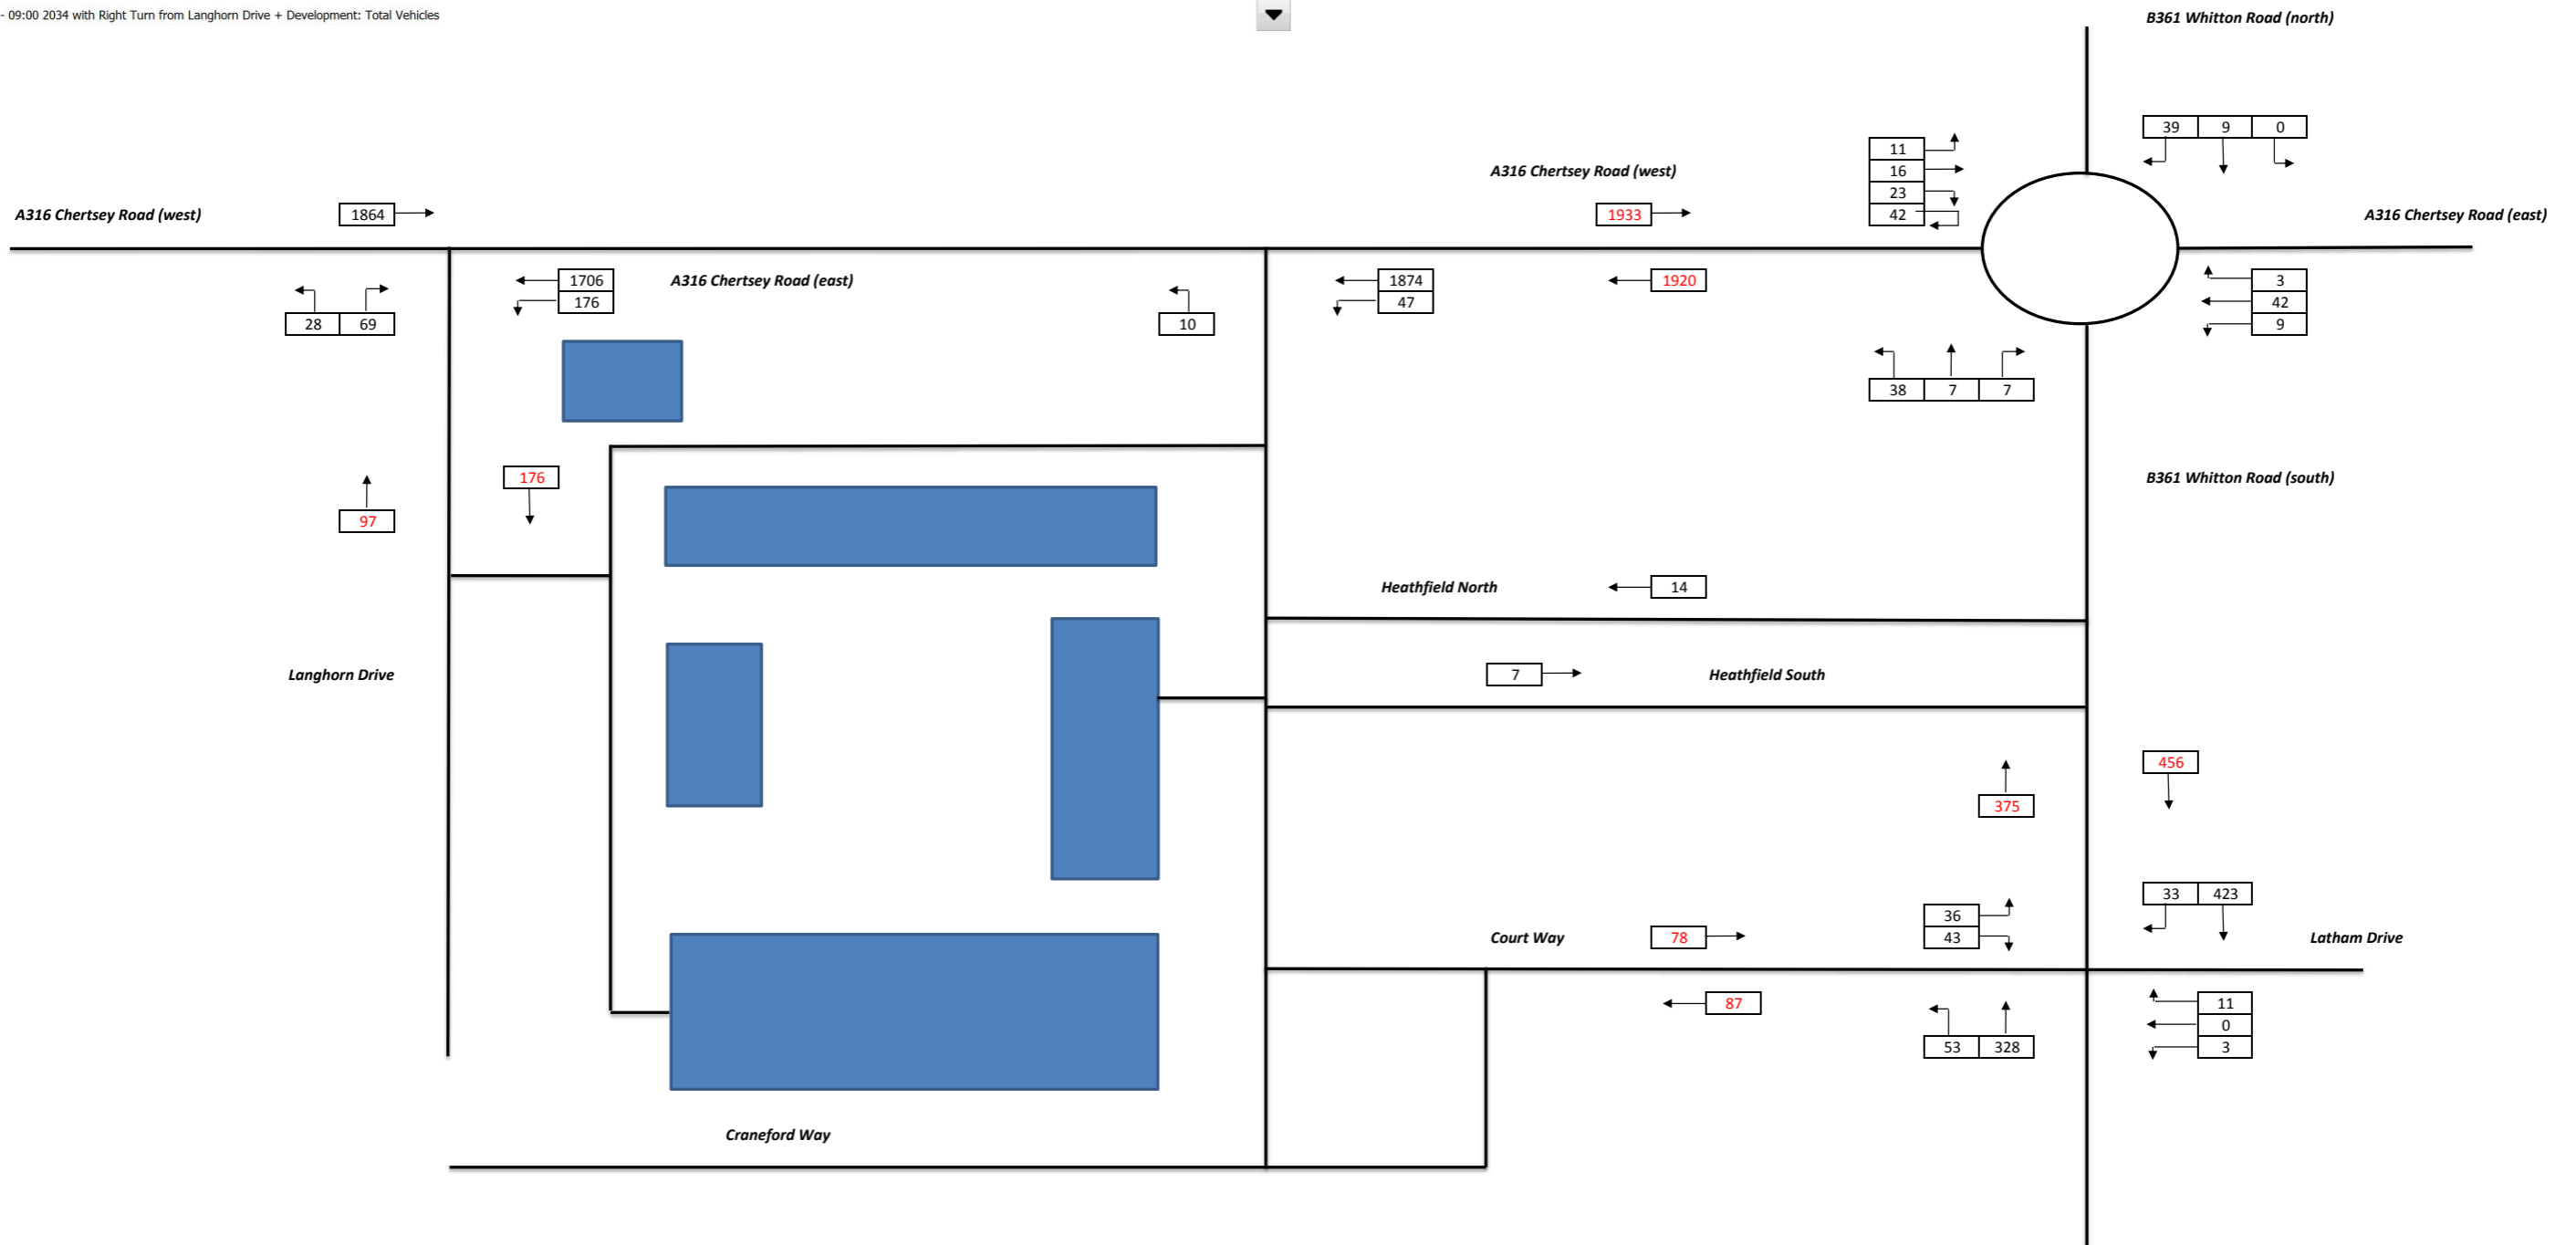 - 09:00 2034 with Right Turn from Langhorn Drive + Development: Total Vehicles
B361 Whitton Road (north)
39 9 0
11
16
23
42
A316 Chertsey Road (west)
A316 Chertsey Road (west)
1864
1933
A316 Chertsey Road (east)
1706
176
A316 Chertsey Road (east)
1874
47
1920
3
42
9
28 69
10
38 7 7
176
97
B361 Whitton Road (south)
Heathfield North
14
Langhorn Drive
7
Heathfield South
456
375
33 423
36
43
Court Way
78
Latham Drive
87
11
0
3
53 328
Craneford Way